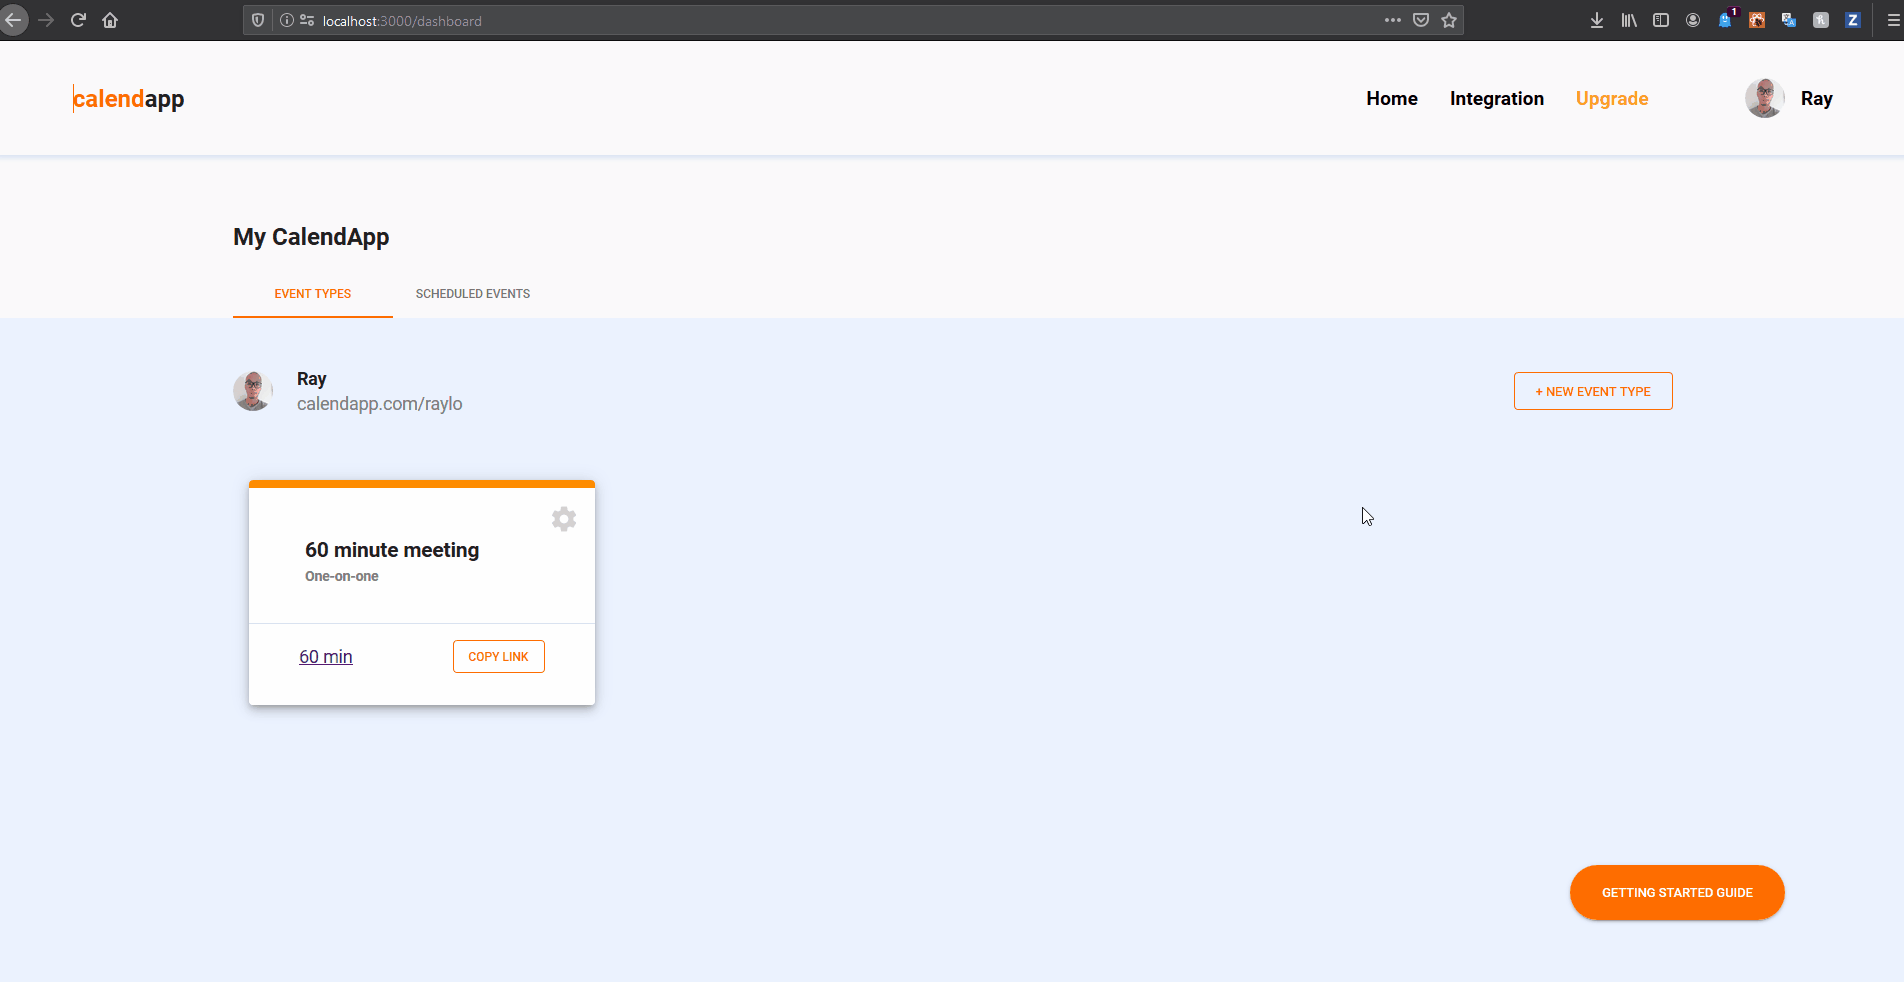 localhost:3000/dashboard
1
Z
calendapp
Home Integration Upgrade Ray
My CalendApp
EVENT TYPES SCHEDULED EVENTS
Ray
calendapp.com/raylo
+ NEW EVENT TYPE
60 minute meeting
One-on-one
60 min COPY LINK
GETTING STARTED GUIDE